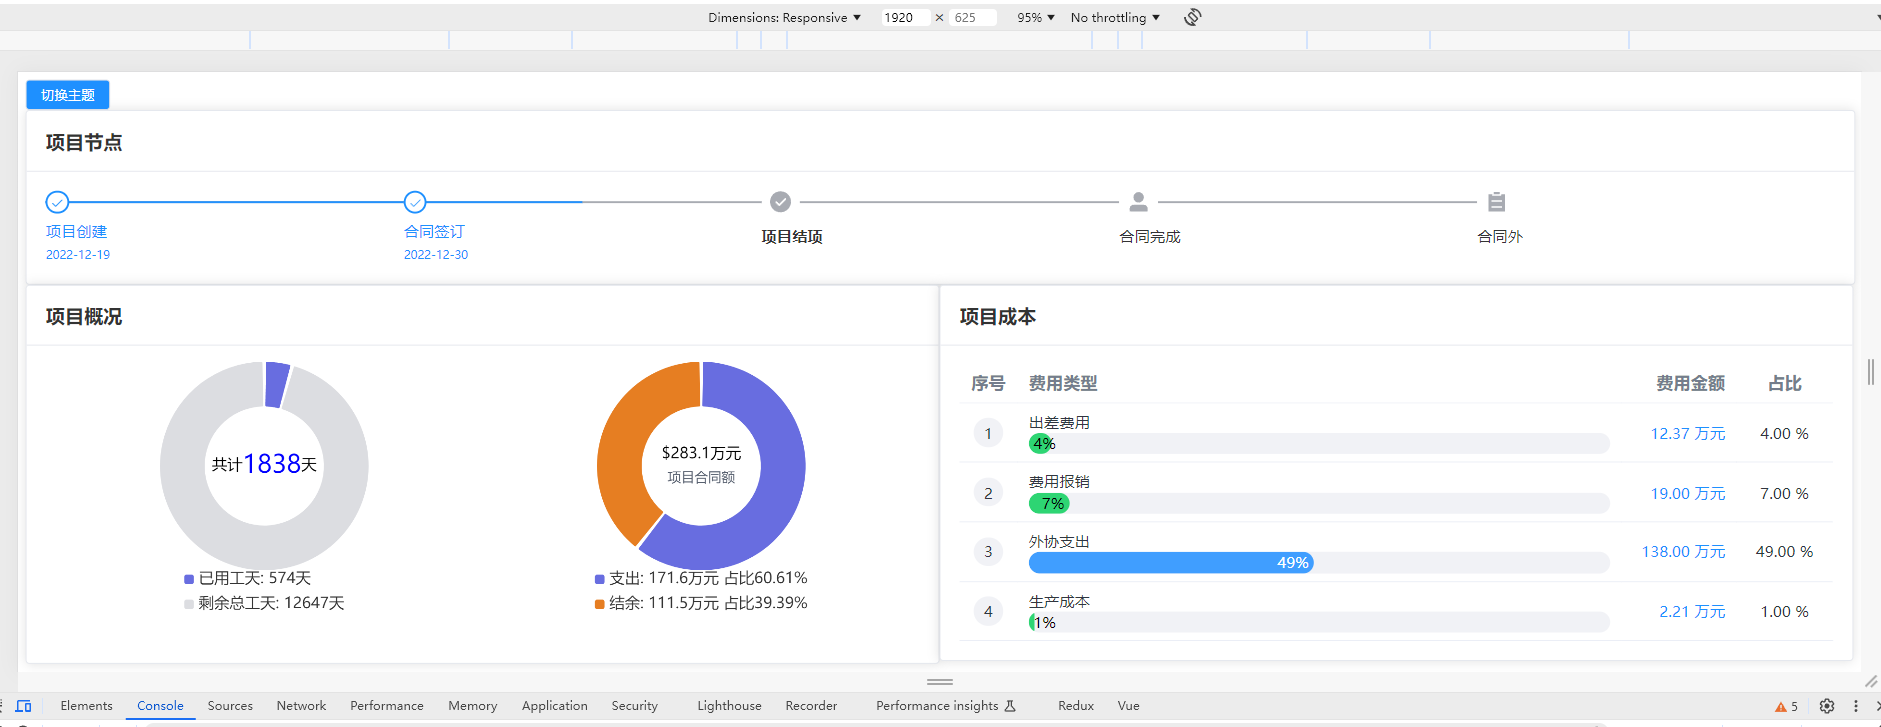 Dimensions: Responsive ▼ 1920 × 625 95% ▼ No throttling ▼
切换主题
项目节点
项目创建 合同签订 项目结项 合同完成 合同外
2022-12-19 2022-12-30
项目概况
共计1838天
$283.1万元
项目合同额
已用工天: 574天
剩余总工天: 12647天
支出: 171.6万元 占比60.61%
结余: 111.5万元 占比39.39%
项目成本
序号 费用类型 费用金额 占比
1 出差费用 4% 12.37 万元 4.00 %
2 费用报销 7% 19.00 万元 7.00 %
3 外协支出 49% 138.00 万元 49.00 %
4 生产成本 1% 2.21 万元 1.00 %
Elements Console Sources Network Performance Memory Application Security Lighthouse Recorder Performance insights Redux Vue 5